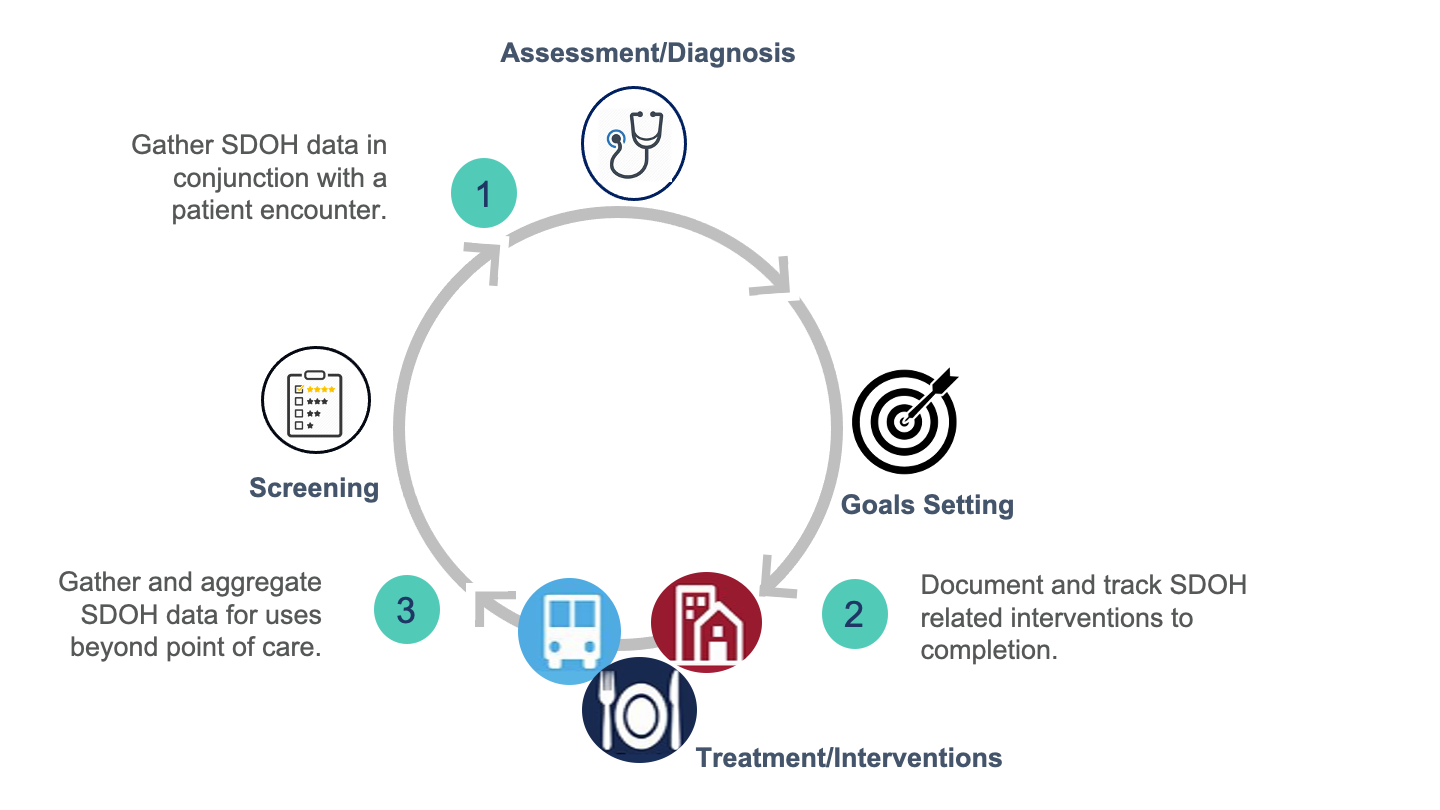 Assessment/Diagnosis
Gather SDOH data in
conjunction with a
patient encounter.
1
Screening
Goals Setting
Gather and aggregate
SDOH data for uses
beyond point of care.
3
2
Document and track SDOH
related interventions to
completion.
Treatment/Interventions